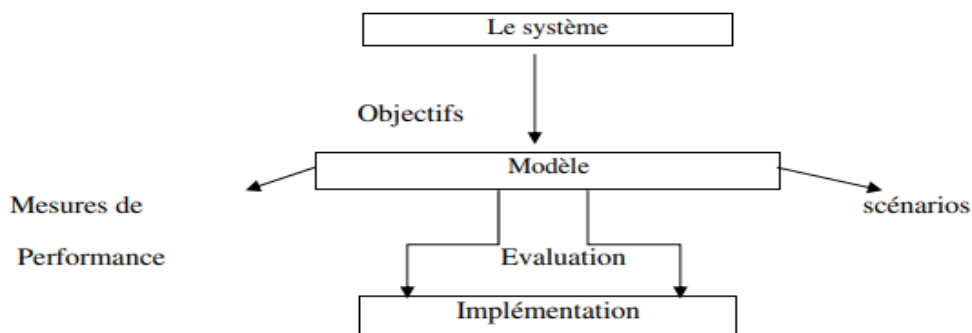 Le système
Objectifs
Modèle
Mesures de
scénarios
Performance
Evaluation
Implémentation